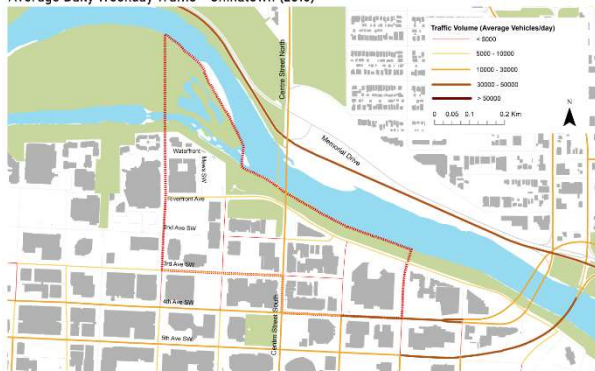 Average Daily Weekday Traffic - Chinatown (2018)
Traffic Volume (Average Vehicles/day)
< 5000
5000 - 10000
10000 - 30000
30000 - 50000
> 50000
0 0.05 0.1 0.2 Km
N
Centre Street North
Memorial Drive
Waterfront
Mews SW
Riverfront Ave
2nd Ave SW
3rd Ave SW
4th Ave SW
5th Ave SW
Centre Street South